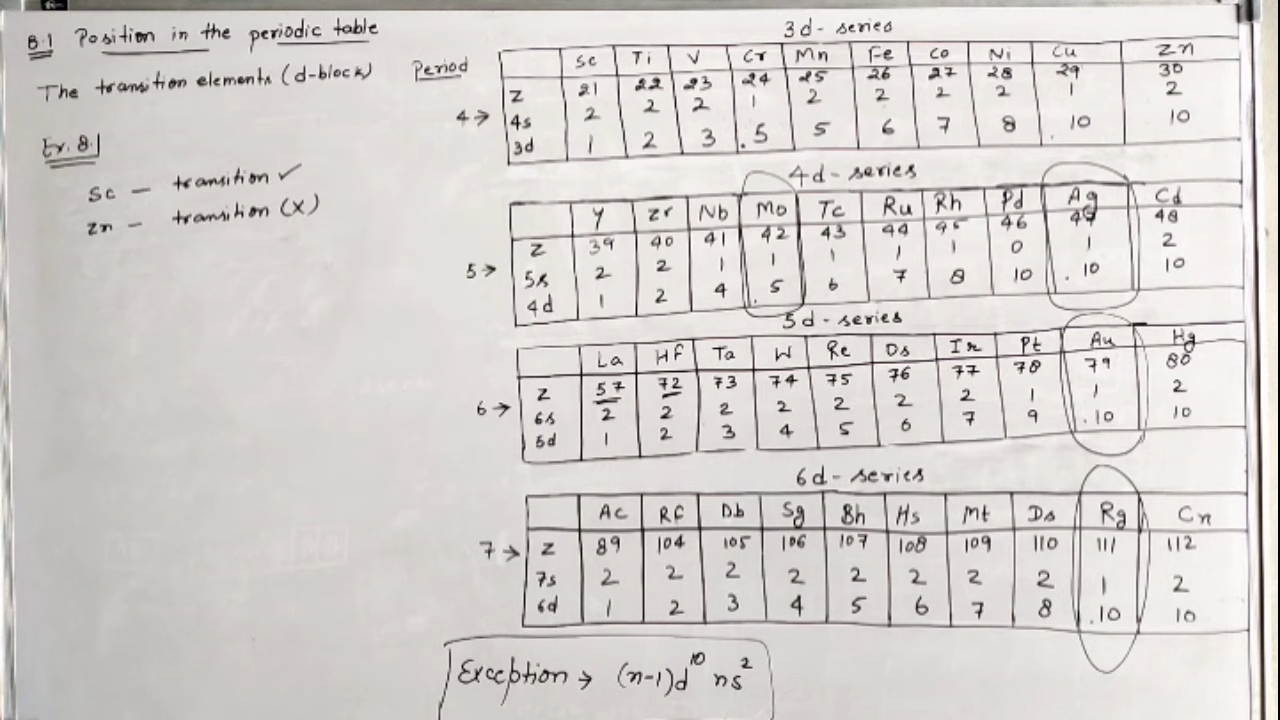 8.1 Position in the periodic table
The transition elements (d-block)
Ex. 8.1
Sc – transition ✓
Zn – transition (X)
Period
3d-series
Sc Ti V Cr Mn Fe Co Ni Cu Zn
Z 21 22 23 24 25 26 27 28 29 30
4→ 4s 2 2 2 1 2 2 2 2 1 2
3d 1 2 3 .5 5 6 7 8 .10 10
4d-series
Y Zr Nb Mo Tc Ru Rh Pd Ag Cd
Z 39 40 41 42 43 44 45 46 47 48
5→ 5s 2 2 1 1 1 1 1 0 1 2
4d 1 2 4 .5 6 7 8 10 .10 10
5d-series
La Hf Ta W Re Os Ir Pt Au Hg
Z 57 72 73 74 75 76 77 78 79 80
6→ 6s 2 2 2 2 2 2 2 1 1 2
5d 1 2 3 4 5 6 7 9 .10 10
6d-series
Ac Rf Db Sg Bh Hs Mt Ds Rg Cn
7→ Z 89 104 105 106 107 108 109 110 111 112
7s 2 2 2 2 2 2 2 2 1 2
6d 1 2 3 4 5 6 7 8 .10 10
Exception → (n-1)d¹⁰ ns²